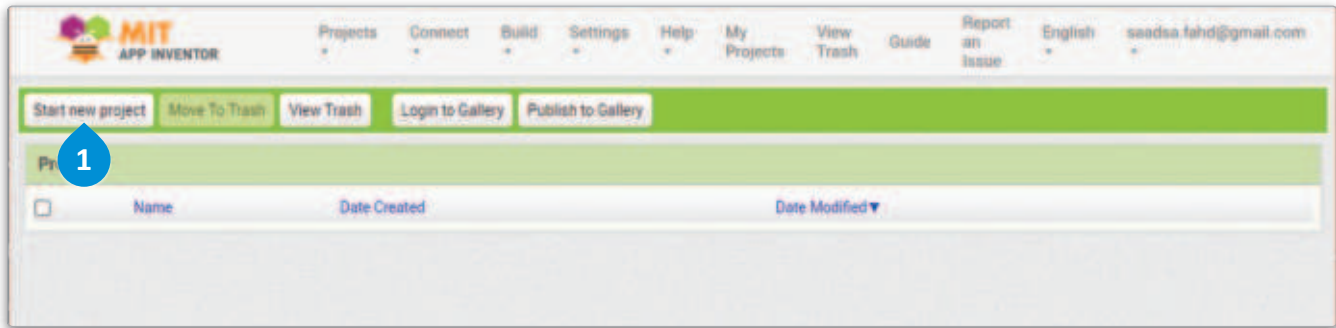 MIT
APP INVENTOR
Projects Connect Build Settings Help My Projects View Trash Guide Report an Issue English saadsa.fahd@gmail.com
Start new project Move To Trash View Trash Login to Gallery Publish to Gallery
1
Name Date Created Date Modified▼